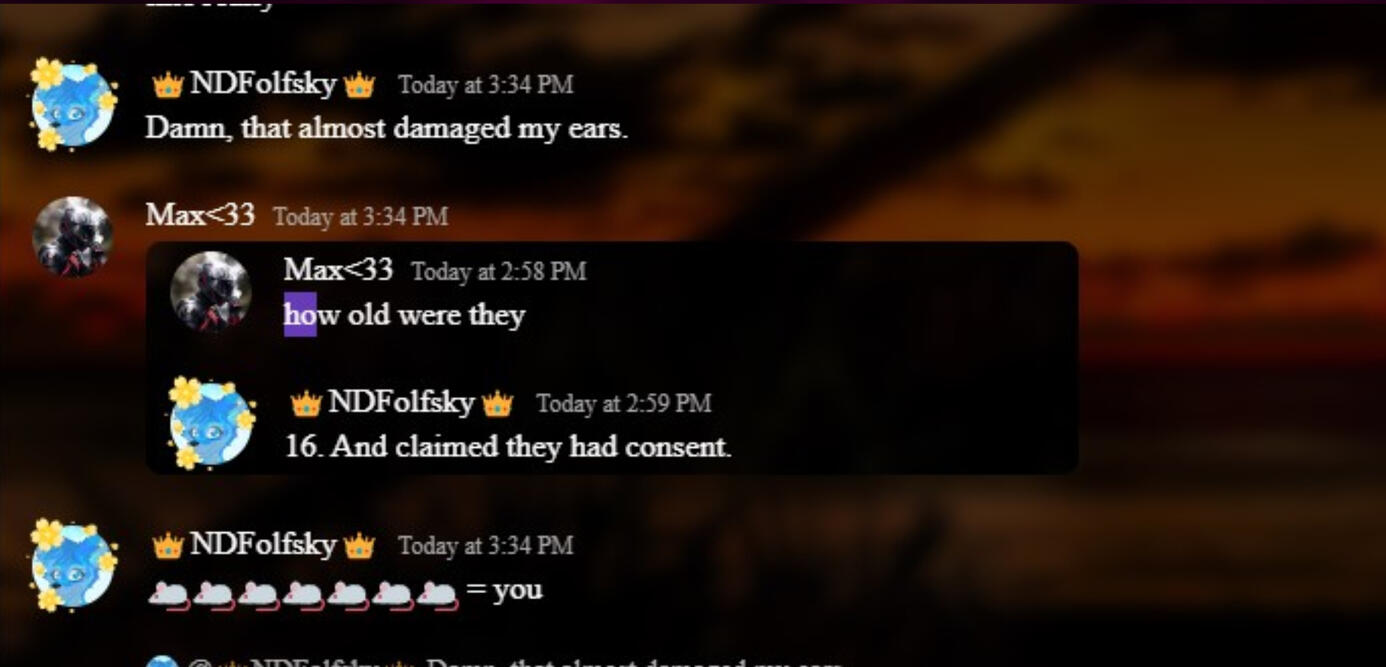 👑 NDFolfsky 👑 Today at 3:34 PM
Damn, that almost damaged my ears.
Max<33 Today at 3:34 PM
Max<33 Today at 2:58 PM
how old were they
👑 NDFolfsky 👑 Today at 2:59 PM
16. And claimed they had consent.
👑 NDFolfsky 👑 Today at 3:34 PM
🐁🐁🐁🐁🐁🐁🐁 = you
@👑NDFolfsky👑 Damn, that almost damaged my ears.